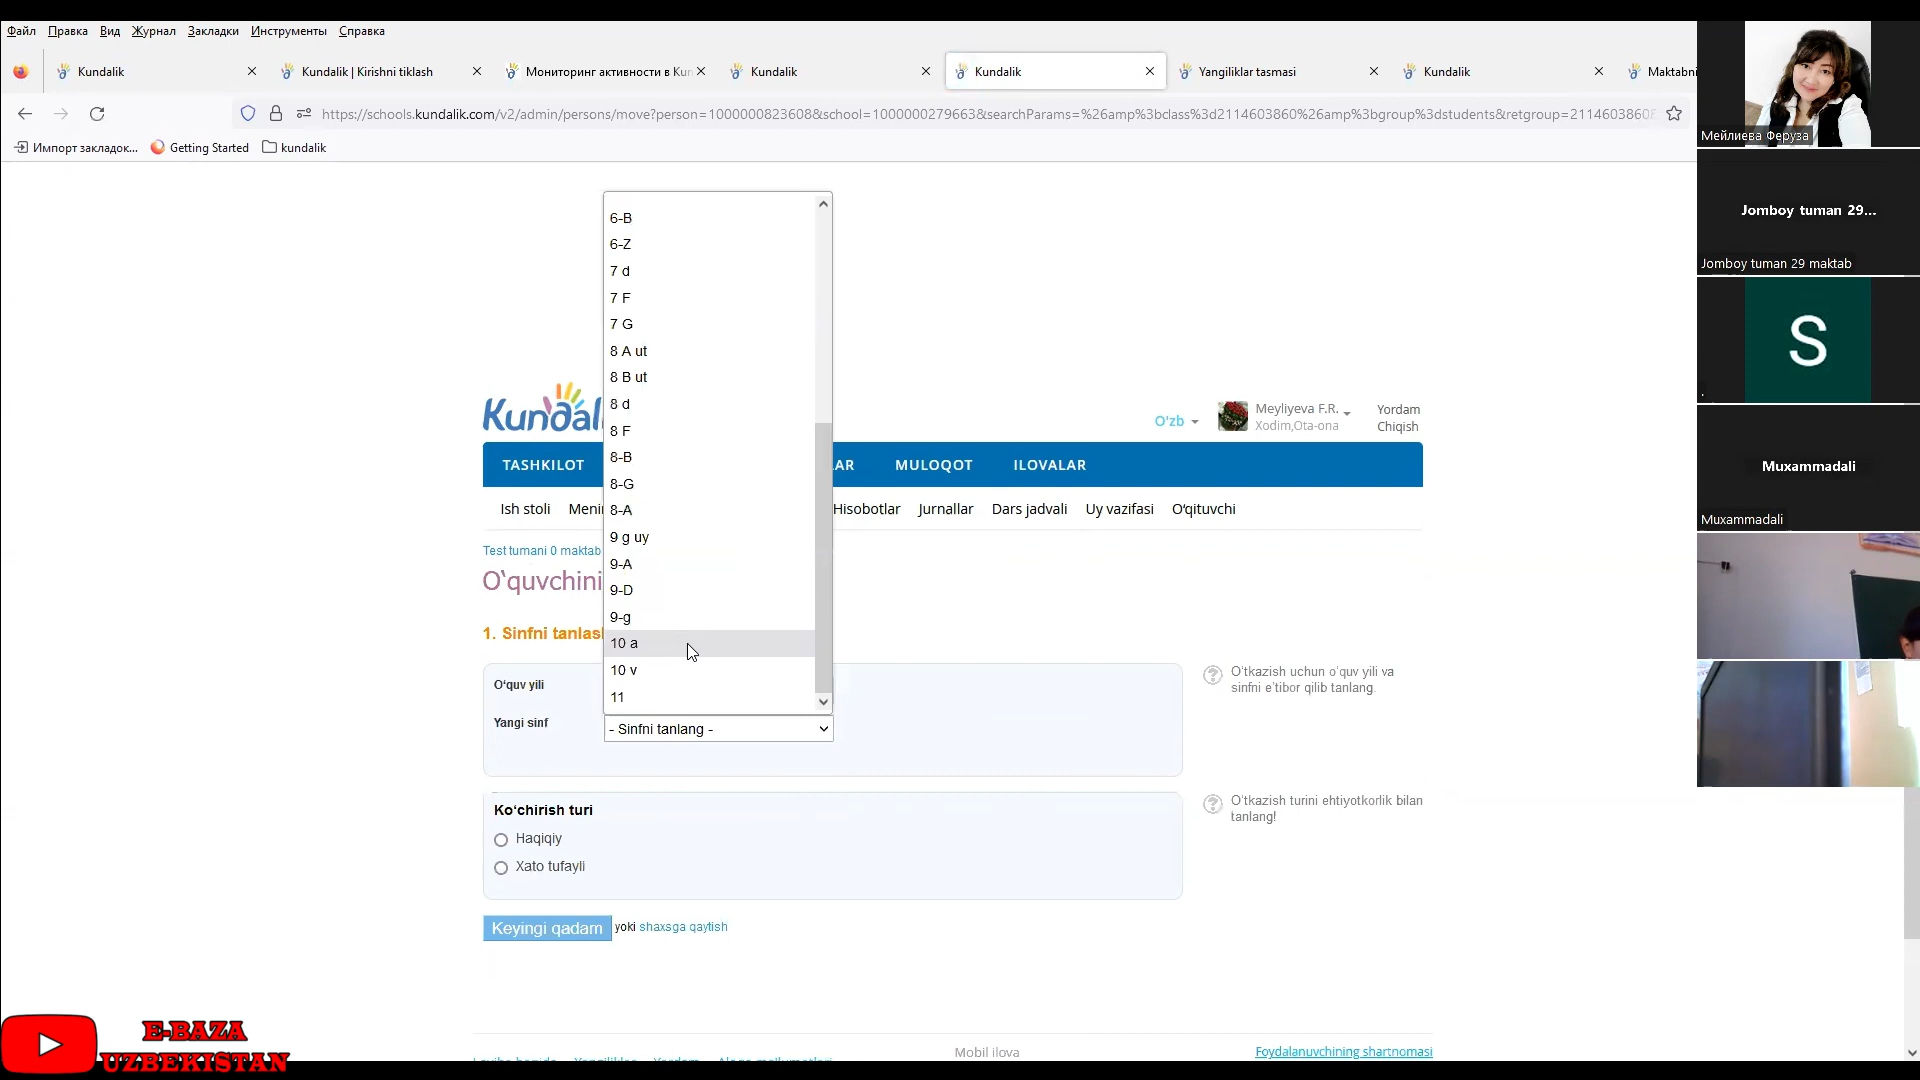 Файл Правка Вид Журнал Закладки Инструменты Справка
Kundalik
Kundalik | Kirishni tiklash
Мониторинг активности в Kun
Kundalik
Kundalik
Yangiliklar tasmasi
Kundalik
Maktabni
https://schools.kundalik.com/v2/admin/persons/move?person=1000000823608&school=1000000279663&searchParams=%26amp%3bclass%3d2114603860%26amp%3bgroup%3dstudents&retgroup=2114603860
Импорт закладок... Getting Started kundalik
6-B
6-Z
7 d
7 F
7 G
8 A ut
8 B ut
8 d
8 F
8-B
8-G
8-A
9 g uy
9-A
9-D
9-g
10 a
10 v
11
- Sinfni tanlang -
Kundal
O'zb
Meyliyeva F.R.
Xodim,Ota-ona
Yordam
Chiqish
TASHKILOT LAR MULOQOT ILOVALAR
Ish stoli Meni Hisobotlar Jurnallar Dars jadvali Uy vazifasi O'qituvchi
Test tumani 0 maktab
O'quvchini
1. Sinfni tanlas
O'quv yili
Yangi sinf
O'tkazish uchun o'quv yili va
sinfni e'tibor qilib tanlang.
Ko'chirish turi
Haqiqiy
Xato tufayli
O'tkazish turini ehtiyotkorlik bilan
tanlang!
Keyingi qadam yoki shaxsga qaytish
Mobil ilova
Foydalanuvchining shartnomasi
Мейлиева Феруза
Jomboy tuman 29...
Jomboy tuman 29 maktab
S
.
Muxammadali
Muxammadali
E-BAZA
UZBEKISTAN